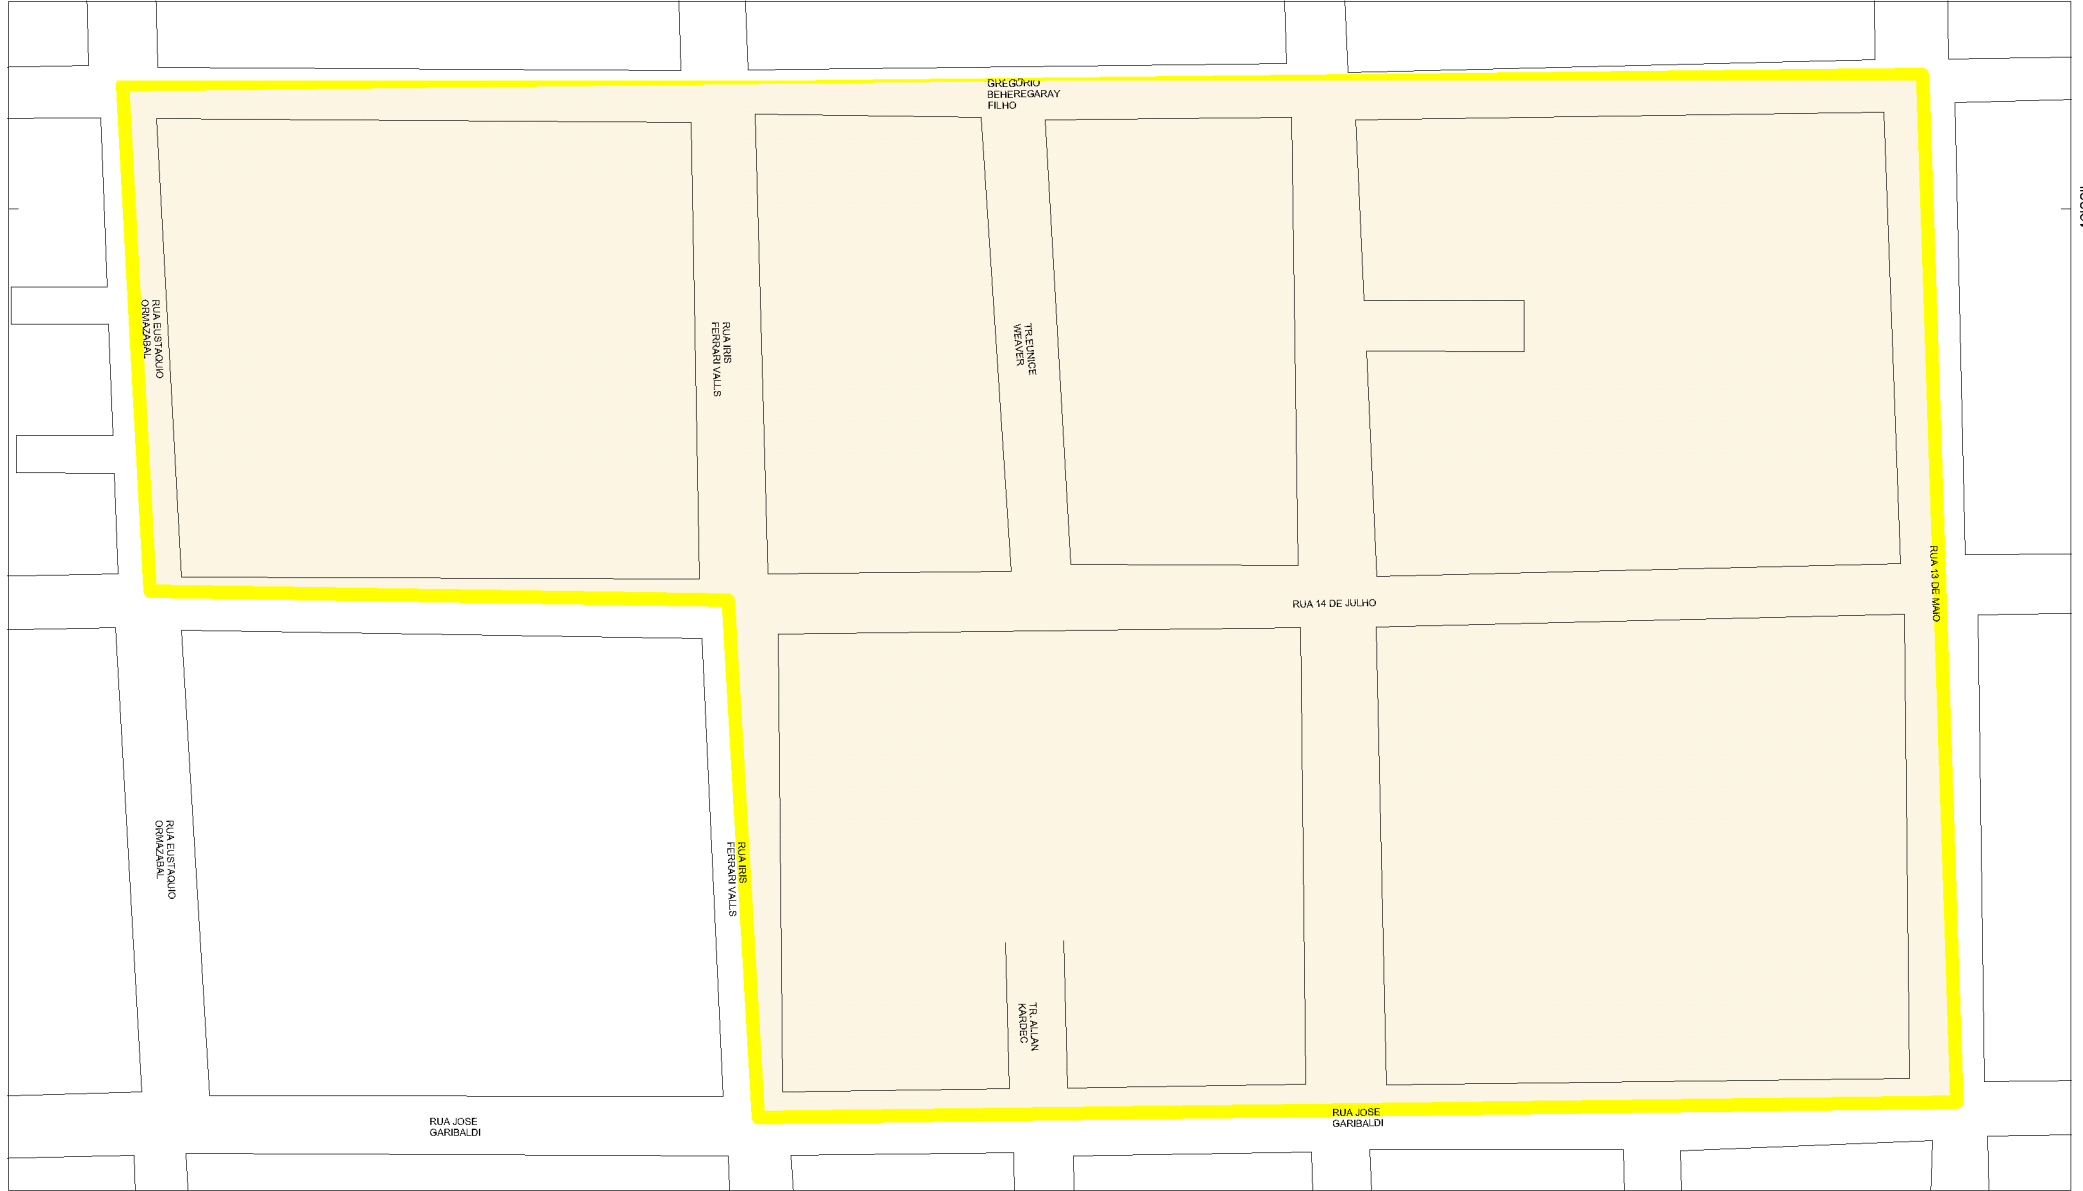 GREGORIO
BEHEREGARAY
FILHO
RUA EUSTAQUIO
ORMAZABAL
RUA IRIS
FERRARI VALLS
TR.EUNICE
WEAVER
RUA 13 DE MAIO
RUA 14 DE JULHO
RUA EUSTAQUIO
ORMAZABAL
RUA IRIS
FERRARI VALLS
TR. ALLAN
KARDEC
RUA JOSE
GARIBALDI
RUA JOSE
GARIBALDI